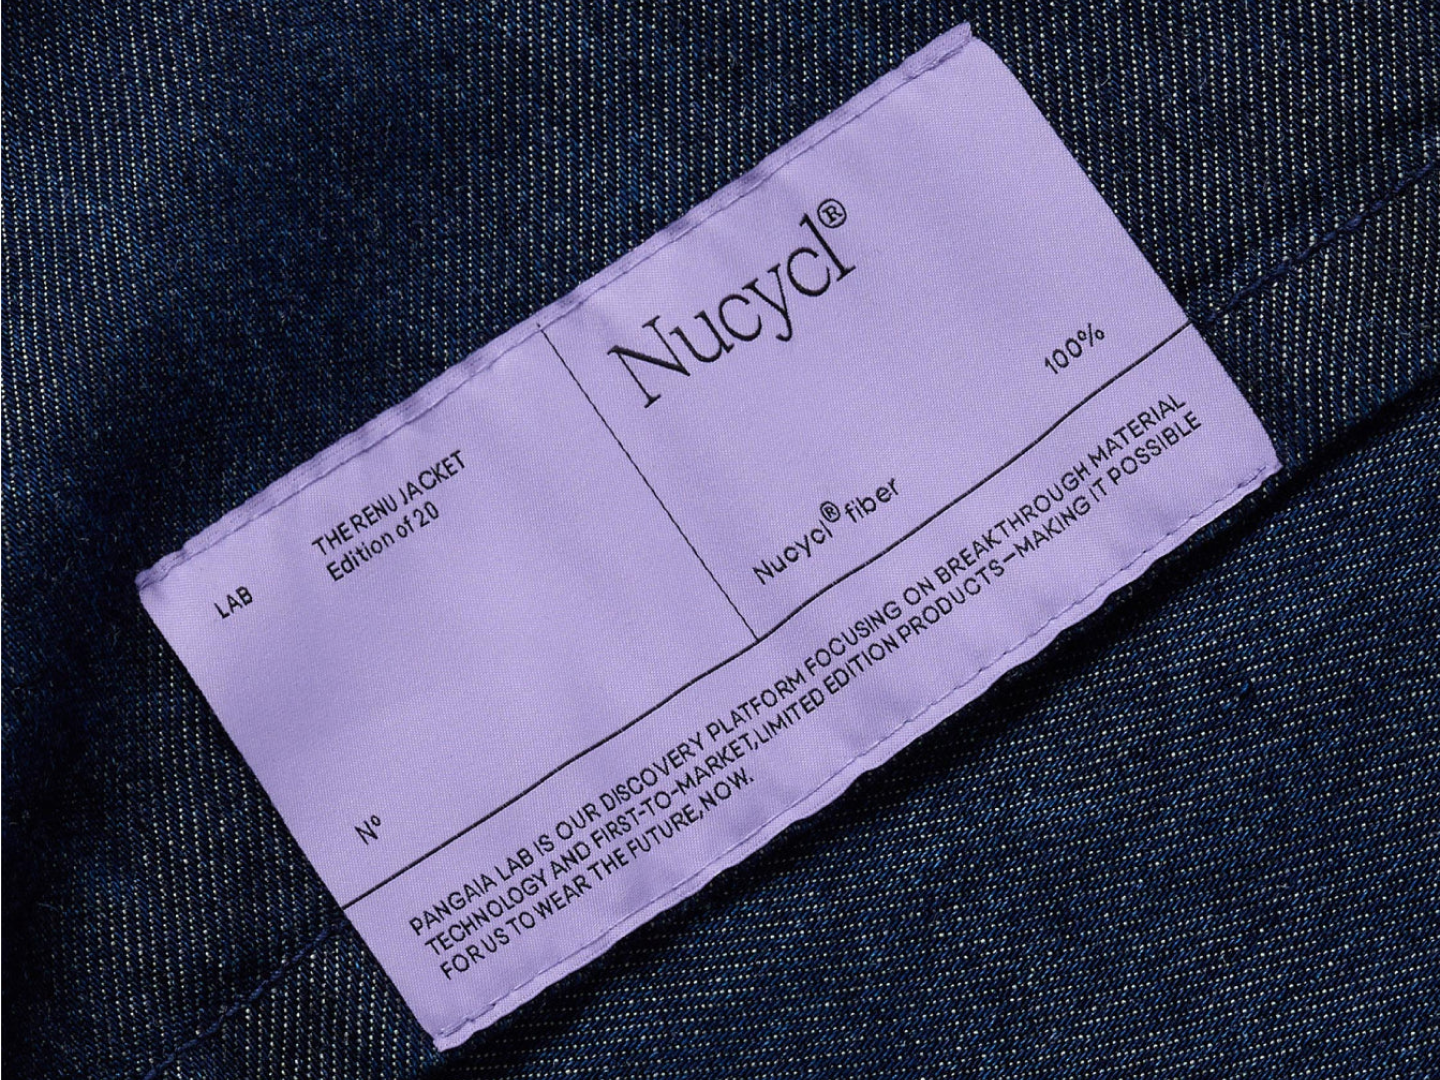 LAB
THE RENU JACKET
Edition of 20
Nº
Nucycl®
Nucycl® fiber
100%
PANGAIA LAB IS OUR DISCOVERY PLATFORM FOCUSING ON BREAKTHROUGH MATERIAL
TECHNOLOGY AND FIRST-TO-MARKET, LIMITED EDITION PRODUCTS—MAKING IT POSSIBLE
FOR US TO WEAR THE FUTURE, NOW.